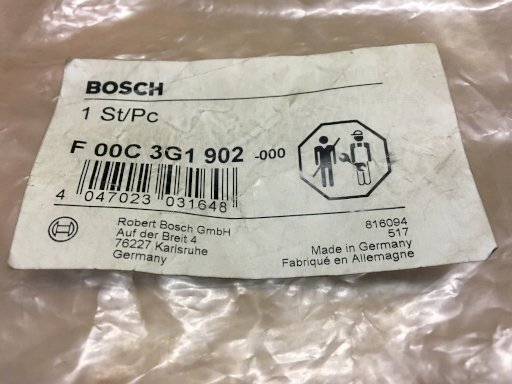 BOSCH
1 St/Pc
F 00C 3G1 902 -000
4 047023 031648
Robert Bosch GmbH
Auf der Breit 4
76227 Karlsruhe
Germany
816094
517
Made in Germany
Fabriqué en Allemagne